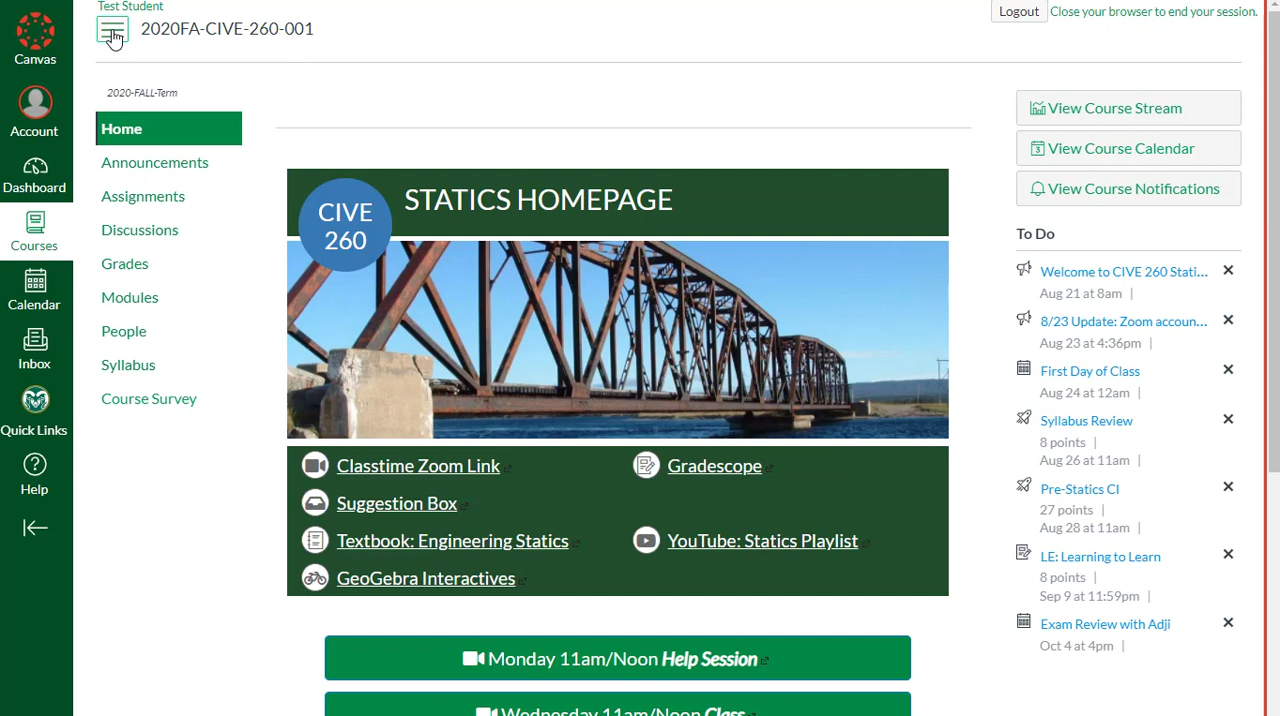 Test Student
2020FA-CIVE-260-001
Logout
Close your browser to end your session.
Canvas
Account
Dashboard
Courses
Calendar
Inbox
Quick Links
Help
2020-FALL-Term
Home
Announcements
Assignments
Discussions
Grades
Modules
People
Syllabus
Course Survey
CIVE
260
STATICS HOMEPAGE
Classtime Zoom Link
Gradescope
Suggestion Box
Textbook: Engineering Statics
YouTube: Statics Playlist
GeoGebra Interactives
Monday 11am/Noon Help Session
Wednesday 11am/Noon Class
View Course Stream
3 View Course Calendar
View Course Notifications
To Do
Welcome to CIVE 260 Stati...
Aug 21 at 8am |
8/23 Update: Zoom accoun...
Aug 23 at 4:36pm |
First Day of Class
Aug 24 at 12am |
Syllabus Review
8 points |
Aug 26 at 11am |
Pre-Statics CI
27 points |
Aug 28 at 11am |
LE: Learning to Learn
8 points |
Sep 9 at 11:59pm |
Exam Review with Adji
Oct 4 at 4pm |